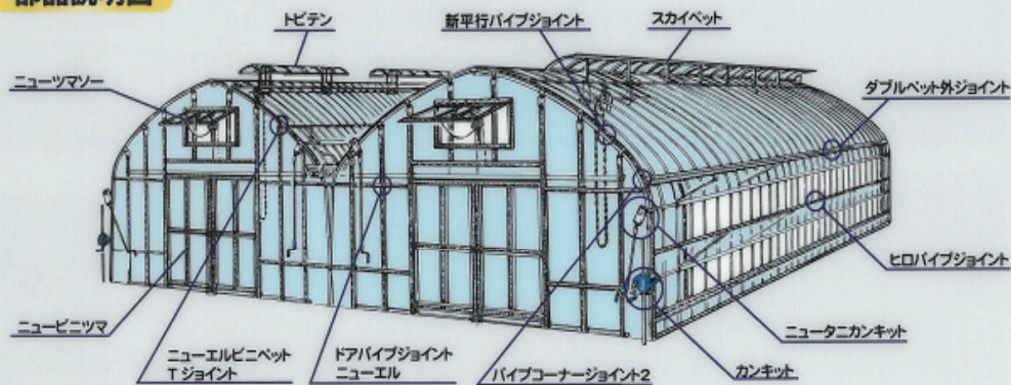 部品説明図
トビテン
新平行パイプジョイント
スカイペット
ニューツマソー
ダブルペット外ジョイント
ヒロパイプジョイント
ニュービニツマ
ニューエルビニペット
Tジョイント
ドアパイプジョイント
ニューエル
パイプコーナージョイント2
カンキット
ニュータニカンキット